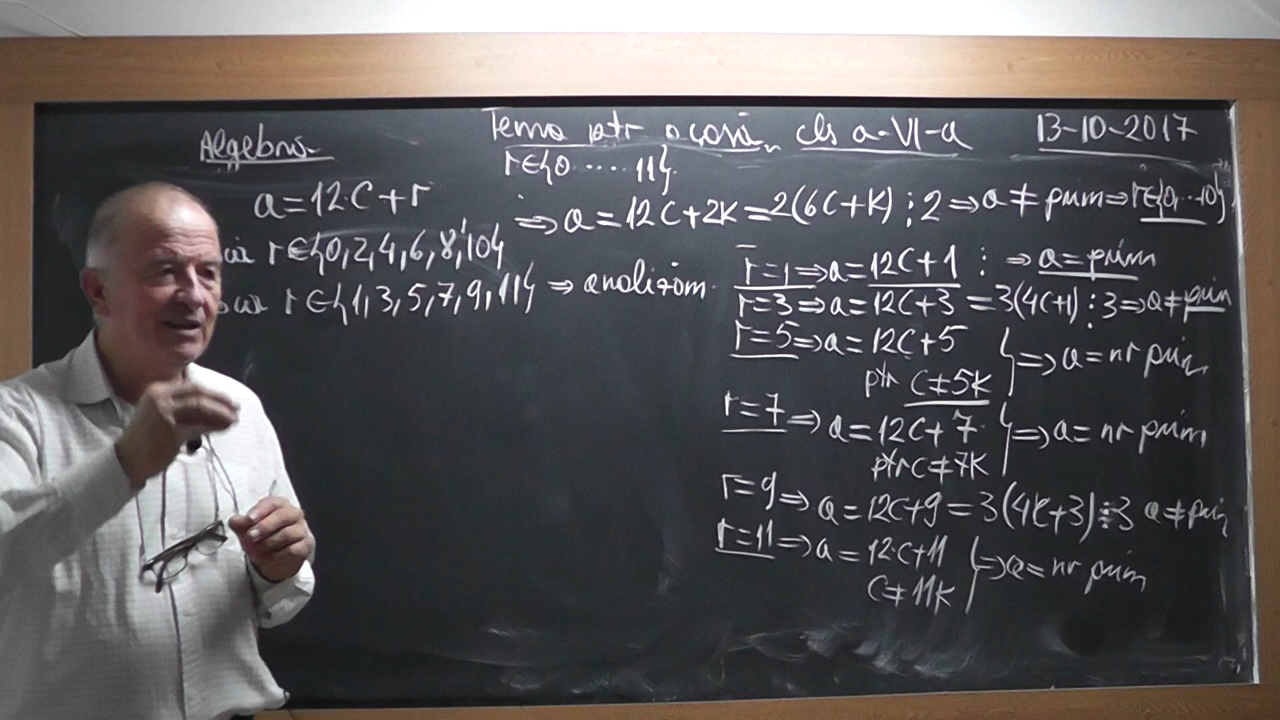 Algebra.
Tema ptr acasă, cls a-VI-a
13-10-2017
r∈{0.....11}
a=12·C+r
⇒ a=12C+2K=2(6C+K) ⋮ 2 ⇒ a ≠ prim ⇒ r∈{0,..10}
r∈{0,2,4,6,8,10}
r∈{1,3,5,7,9,11} ⇒ analizăm.
r=1 ⇒ a=12C+1 : ⇒ a=prim
r=3 ⇒ a=12C+3 =3(4C+1) ⋮ 3 ⇒ a≠prim
r=5 ⇒ a=12C+5
ptr C≠5K } ⇒ a=nr prim
r=7 ⇒ a=12C+7
ptr C≠7K } ⇒ a=nr prim
r=9 ⇒ a=12C+9=3(4C+3) ⋮ 3 a≠prim
r=11 ⇒ a=12·C+11
C≠11K } ⇒ a=nr prim